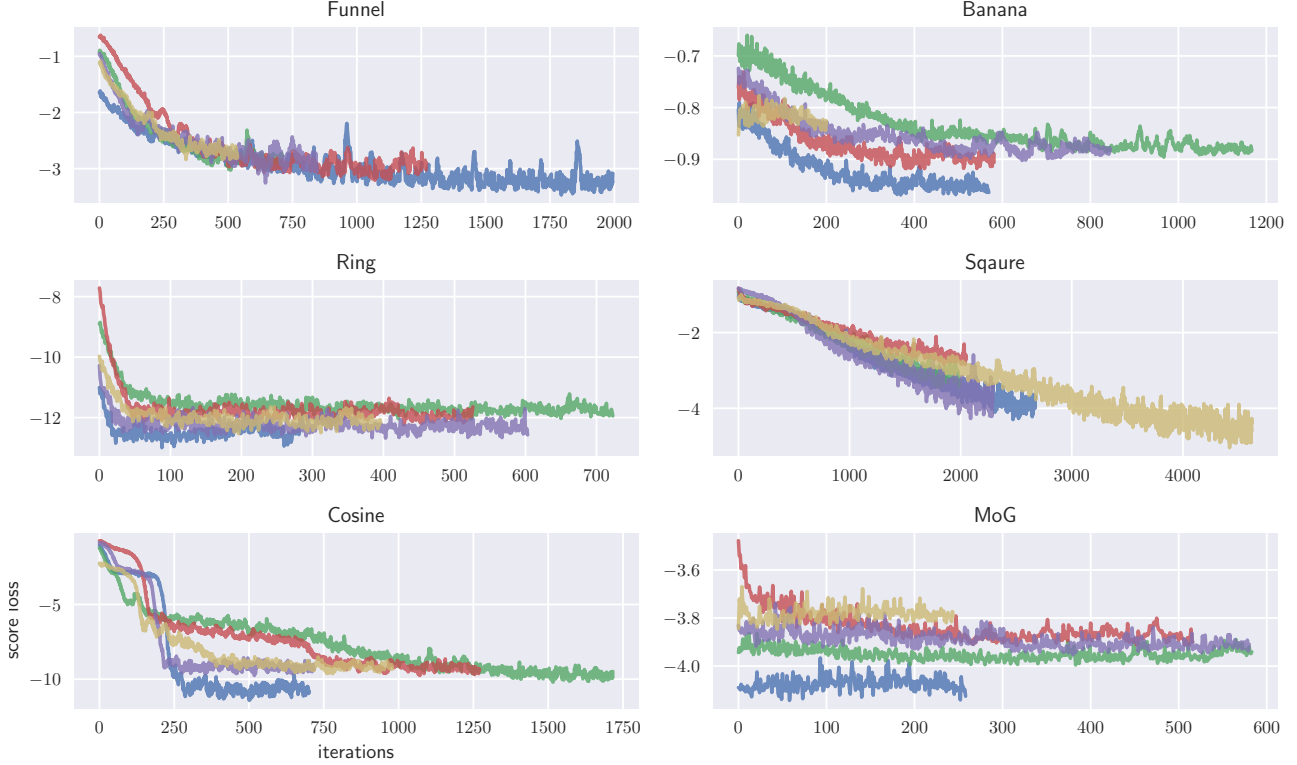 Funnel
Banana
−1
−2
−3
0 250 500 750 1000 1250 1500 1750 2000
−0.7
−0.8
−0.9
0 200 400 600 800 1000 1200
Ring
Sqaure
−8
−10
−12
0 100 200 300 400 500 600 700
−2
−4
0 1000 2000 3000 4000
Cosine
MoG
score loss
−5
−10
0 250 500 750 1000 1250 1500 1750
iterations
−3.6
−3.8
−4.0
0 100 200 300 400 500 600